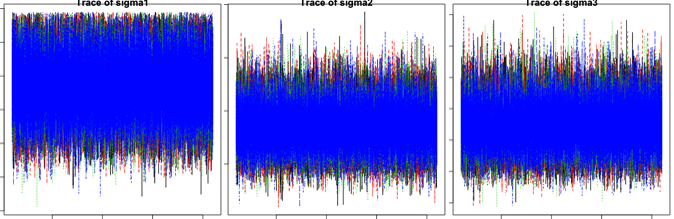 Trace of sigma1
Trace of sigma2
Trace of sigma3